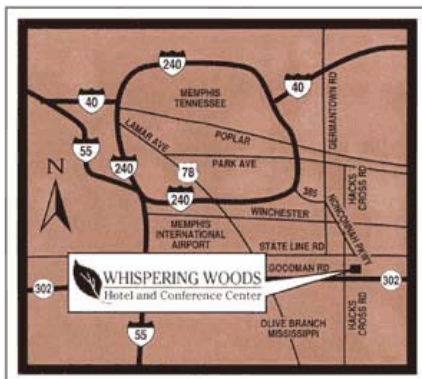 240
40
40
MEMPHIS
TENNESSEE
GERMANTOWN RD
LAMAR AVE
POPLAR
55
N
78
PARK AVE
240
240
385
HACKS
CROSS RD
NONCONNAH PKWY
WINCHESTER
MEMPHIS
INTERNATIONAL
AIRPORT
STATE LINE RD
GOODMAN RD
WHISPERING WOODS
Hotel and Conference Center
302
302
55
OLIVE BRANCH
MISSISSIPPI
HACKS
CROSS RD